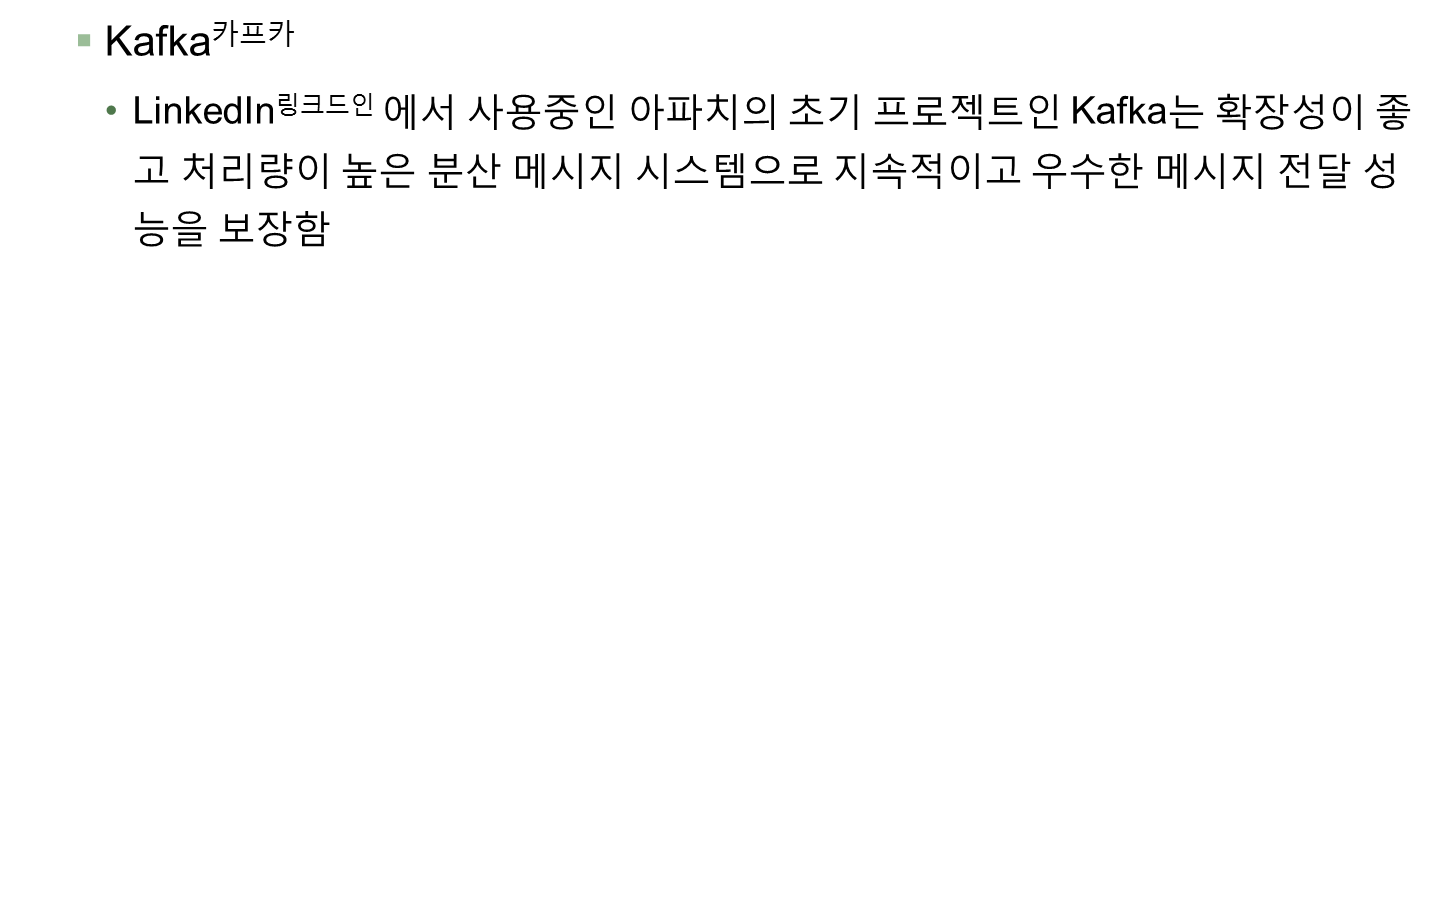 Kafka카프카
LinkedIn링크드인 에서 사용중인 아파치의 초기 프로젝트인 Kafka는 확장성이 좋
고 처리량이 높은 분산 메시지 시스템으로 지속적이고 우수한 메시지 전달 성
능을 보장함